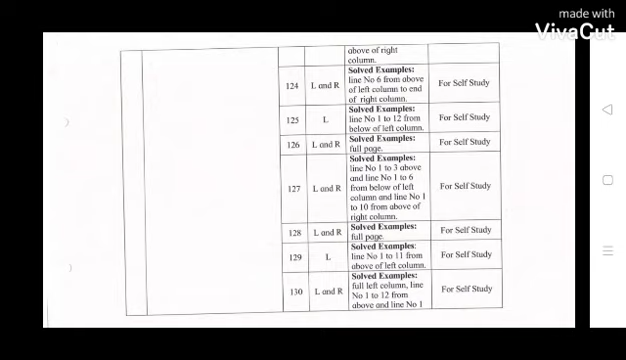 made with
VivaCut
above of right
column.
124 L and R Solved Examples: For Self Study
line No 6 from above
of left column to end
of right column.
125 L Solved Examples: For Self Study
line No 1 to 12 from
below of left column.
126 L and R Solved Examples: For Self Study
full page.
127 L and R Solved Examples: For Self Study
line No 1 to 3 above
and line No 1 to 6
from below of left
column and line No 1
to 10 from above of
right column.
128 L and R Solved Examples: For Self Study
full page.
129 L Solved Examples: For Self Study
line No 1 to 11 from
above of left column.
130 L and R Solved Examples: For Self Study
full left column, line
No 1 to 12 from
above and line No 1